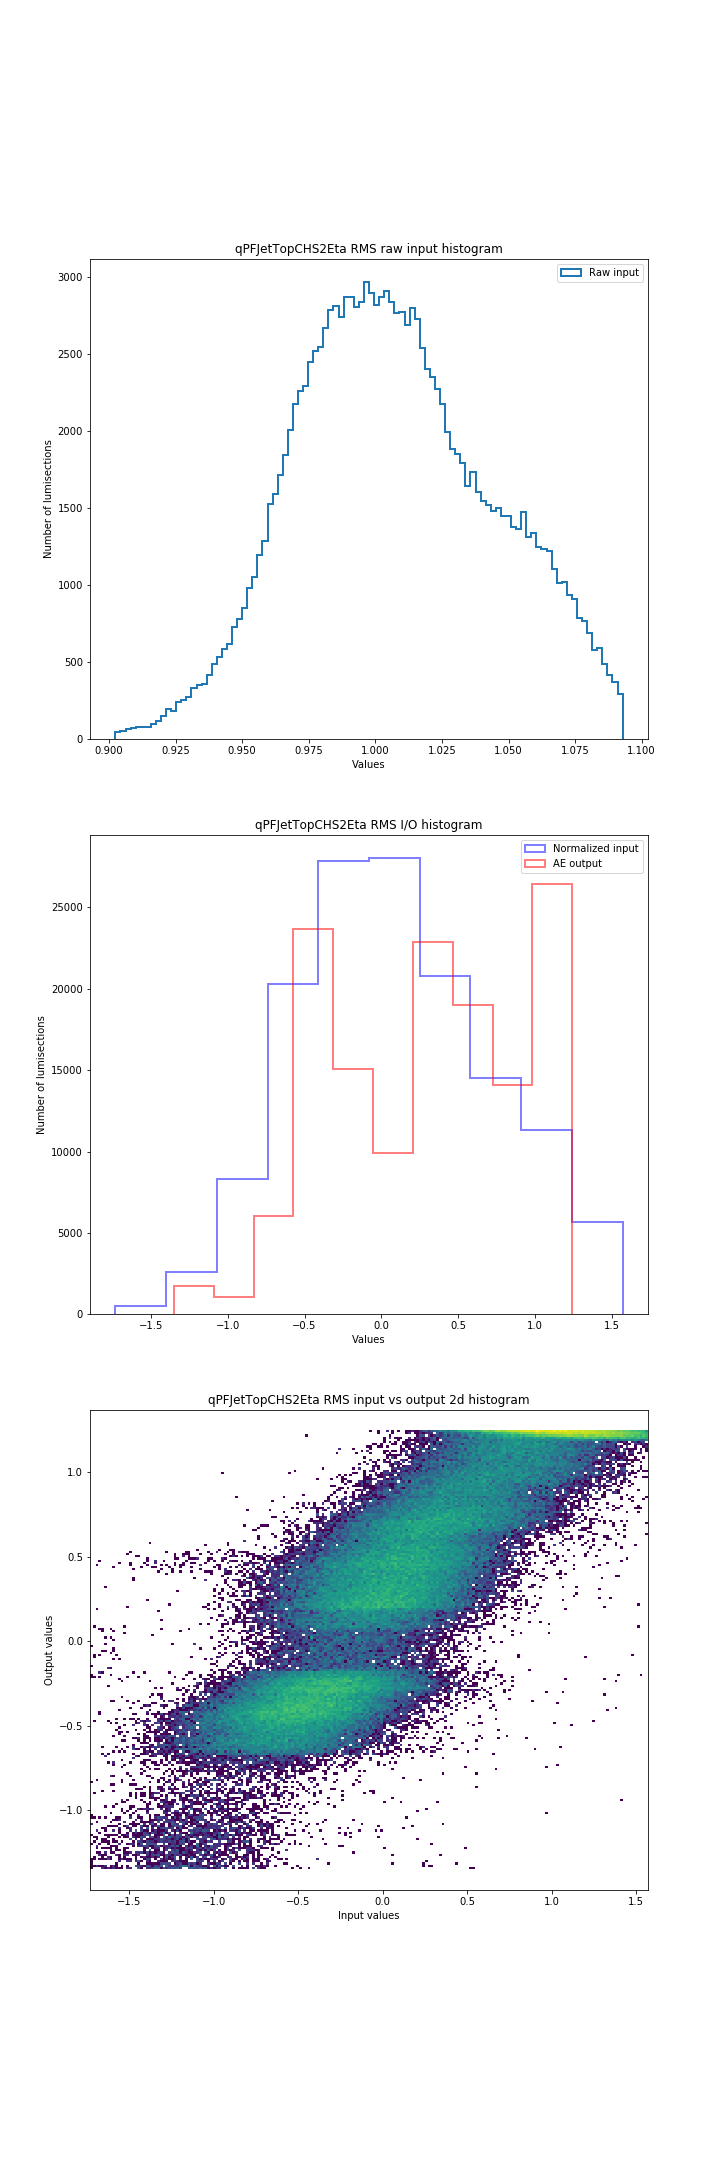 qPFJetTopCHS2Eta RMS raw input histogram
Raw input
3000
2500
2000
1500
1000
500
0
Number of lumisections
0.900 0.925 0.950 0.975 1.000 1.025 1.050 1.075 1.100
Values
qPFJetTopCHS2Eta RMS I/O histogram
Normalized input
AE output
25000
20000
15000
10000
5000
0
Number of lumisections
−1.5 −1.0 −0.5 0.0 0.5 1.0 1.5
Values
qPFJetTopCHS2Eta RMS input vs output 2d histogram
1.0
0.5
0.0
−0.5
−1.0
Output values
−1.5 −1.0 −0.5 0.0 0.5 1.0 1.5
Input values